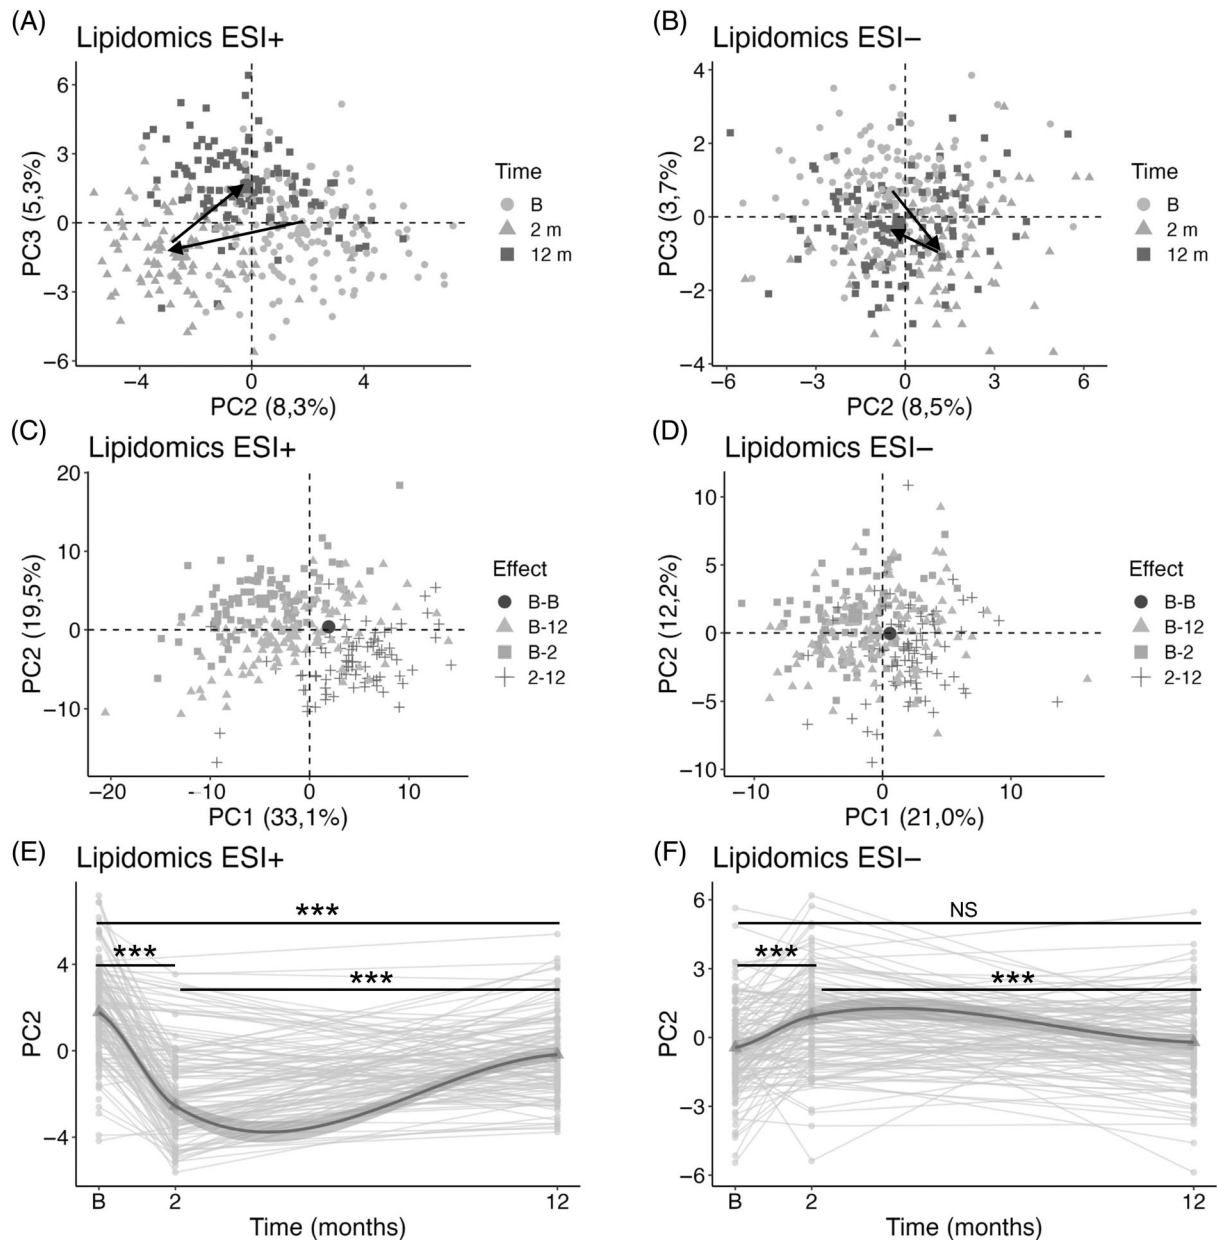 (A)
Lipidomics ESI+
6
3
0
−3
−6
PC3 (5,3%)
−4
0
4
PC2 (8,3%)
Time
B
2 m
12 m
(B)
Lipidomics ESI−
4
2
0
−2
−4
PC3 (3,7%)
−6
−3
0
3
6
PC2 (8,5%)
Time
B
2 m
12 m
(C)
Lipidomics ESI+
20
10
0
−10
PC2 (19,5%)
−20
-−10
0
10
PC1 (33,1%)
Effect
B-B
B-12
B-2
2-12
(D)
Lipidomics ESI−
10
5
0
−5
−10
PC2 (12,2%)
−10
0
10
PC1 (21,0%)
Effect
B-B
B-12
B-2
2-12
(E)
Lipidomics ESI+
4
0
−4
PC2
***
***
***
B
2
12
Time (months)
(F)
Lipidomics ESI−
6
3
0
−3
−6
PC2
NS
***
***
B
2
12
Time (months)